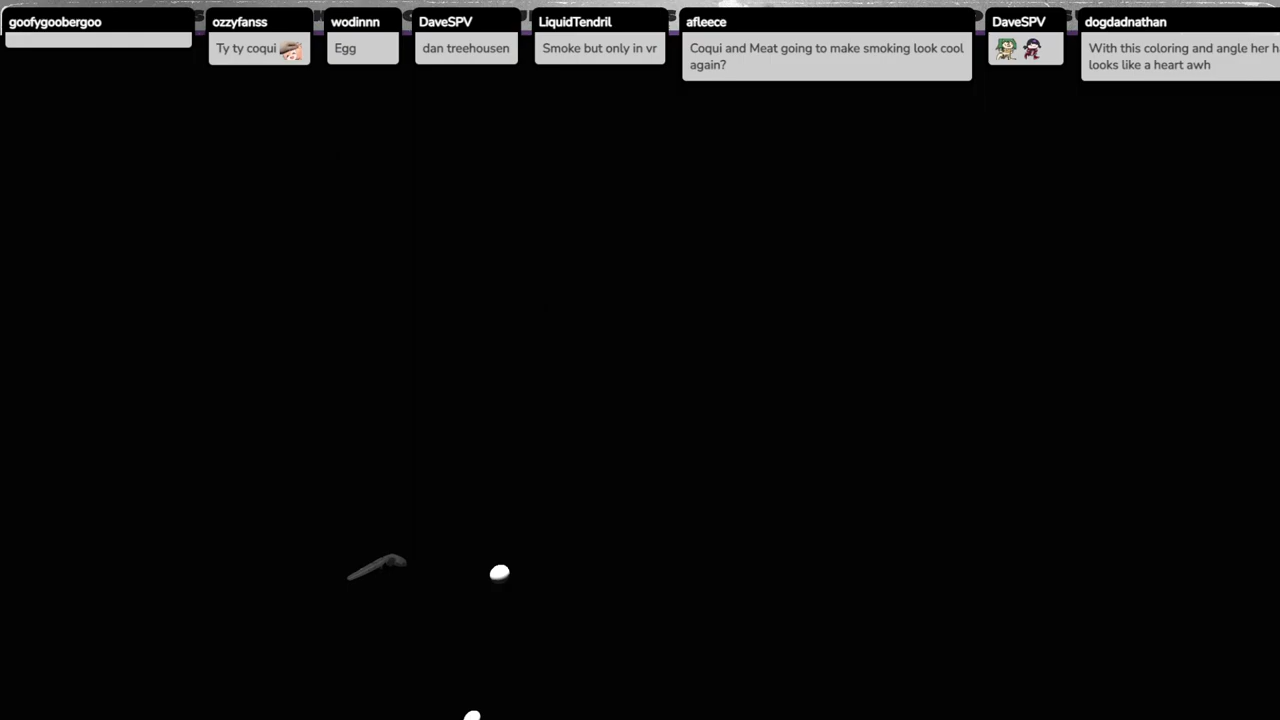 goofygoobergoo
ozzyfanss
Ty ty coqui
wodinnn
Egg
DaveSPV
dan treehousen
LiquidTendril
Smoke but only in vr
afleece
Coqui and Meat going to make smoking look cool
again?
DaveSPV
dogdadnathan
With this coloring and angle her
looks like a heart awh